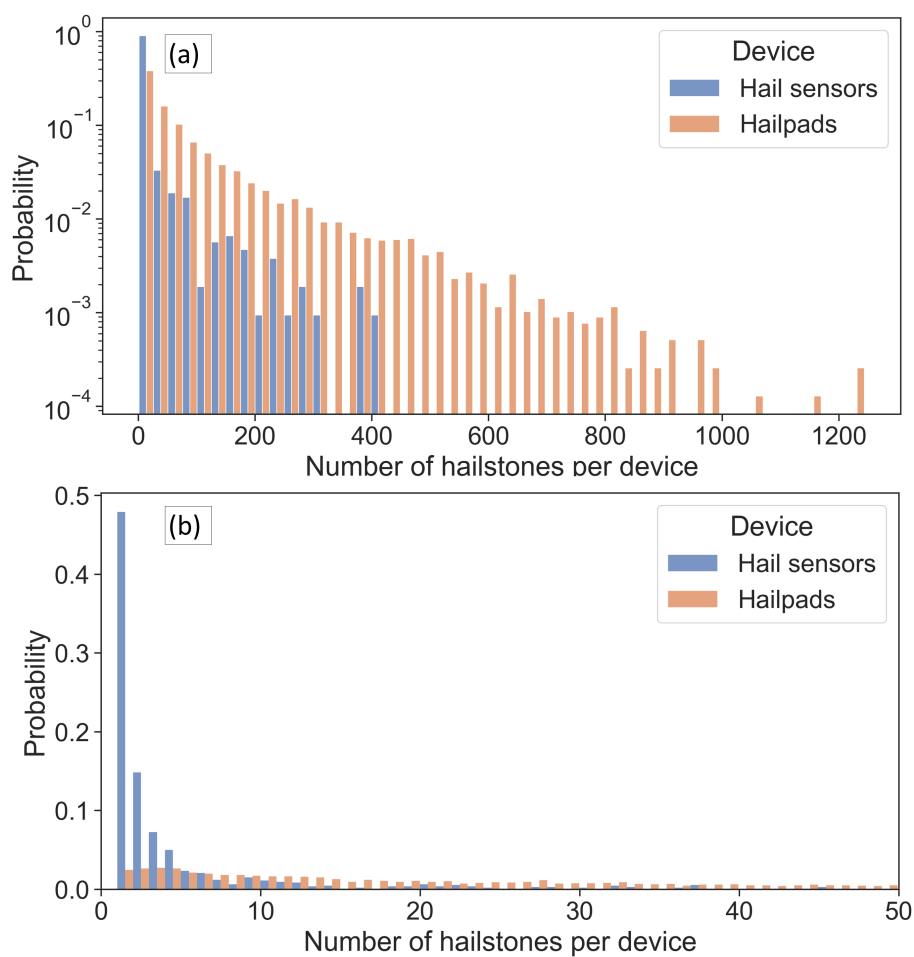 (a)
Device
Hail sensors
Hailpads
Probability
10^0
10^−1
10^−2
10^−3
10^−4
0 200 400 600 800 1000 1200
Number of hailstones per device
(b)
Device
Hail sensors
Hailpads
Probability
0.5
0.4
0.3
0.2
0.1
0.0
0 10 20 30 40 50
Number of hailstones per device